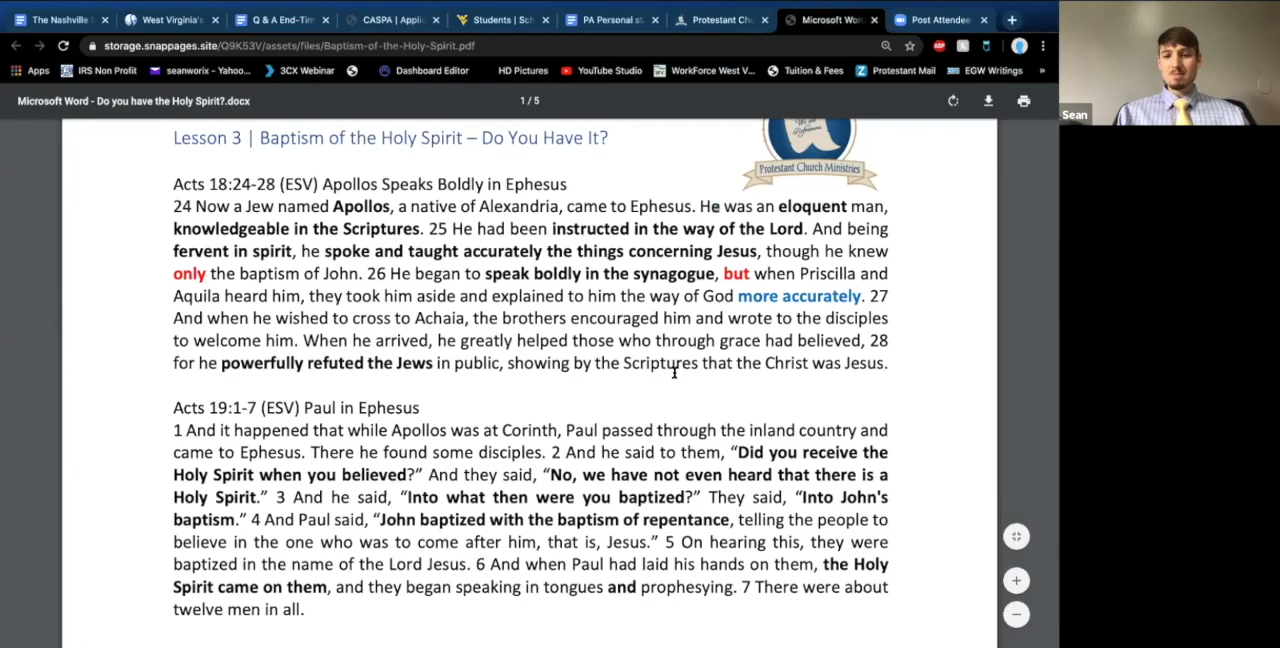 The Nashville
West Virginia's
Q & A End-Tim
CASPA | Applic
Students | Sch
PA Personal st
Protestant Chu
Microsoft Word
Post Attendee
storage.snappages.site/Q9K53V/assets/files/Baptism-of-the-Holy-Spirit.pdf
Apps
IRS Non Profit
seanworix – Yahoo...
3CX Webinar
Dashboard Editor
HD Pictures
YouTube Studio
WorkForce West V...
Tuition & Fees
Protestant Mail
EGW Writings
»
Microsoft Word - Do you have the Holy Spirit?.docx
1 / 5
Sean
Lesson 3 | Baptism of the Holy Spirit – Do You Have It?
Protestant Church Ministries
Acts 18:24-28 (ESV) Apollos Speaks Boldly in Ephesus
24 Now a Jew named Apollos, a native of Alexandria, came to Ephesus. He was an eloquent man,
knowledgeable in the Scriptures. 25 He had been instructed in the way of the Lord. And being
fervent in spirit, he spoke and taught accurately the things concerning Jesus, though he knew
only the baptism of John. 26 He began to speak boldly in the synagogue, but when Priscilla and
Aquila heard him, they took him aside and explained to him the way of God more accurately. 27
And when he wished to cross to Achaia, the brothers encouraged him and wrote to the disciples
to welcome him. When he arrived, he greatly helped those who through grace had believed, 28
for he powerfully refuted the Jews in public, showing by the Scriptures that the Christ was Jesus.
Acts 19:1-7 (ESV) Paul in Ephesus
1 And it happened that while Apollos was at Corinth, Paul passed through the inland country and
came to Ephesus. There he found some disciples. 2 And he said to them, “Did you receive the
Holy Spirit when you believed?” And they said, “No, we have not even heard that there is a
Holy Spirit.” 3 And he said, “Into what then were you baptized?” They said, “Into John's
baptism.” 4 And Paul said, “John baptized with the baptism of repentance, telling the people to
believe in the one who was to come after him, that is, Jesus.” 5 On hearing this, they were
baptized in the name of the Lord Jesus. 6 And when Paul had laid his hands on them, the Holy
Spirit came on them, and they began speaking in tongues and prophesying. 7 There were about
twelve men in all.